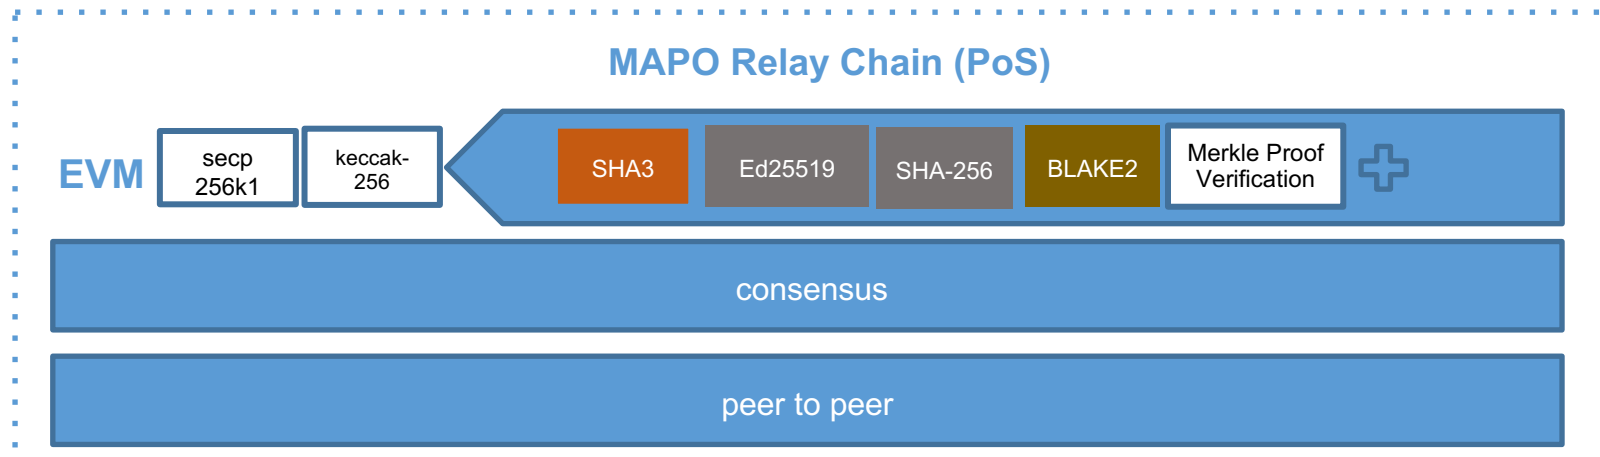 MAPO Relay Chain (PoS)
EVM
secp
256k1
keccak-
256
SHA3
Ed25519
SHA-256
BLAKE2
Merkle Proof
Verification
consensus
peer to peer